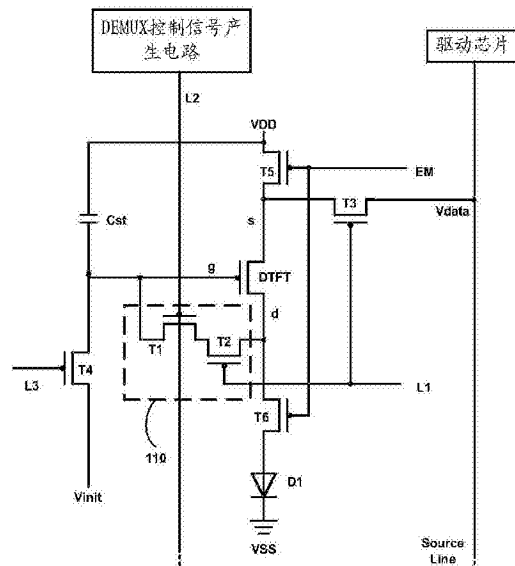 DEMUX控制信号产
生电路
驱动芯片
L2
VDD
T5
EM
T3
Vdata
Cst
s
g
DTFT
d
T1
T2
T4
L3
L1
T6
110
Vinit
D1
VSS
Source
Line